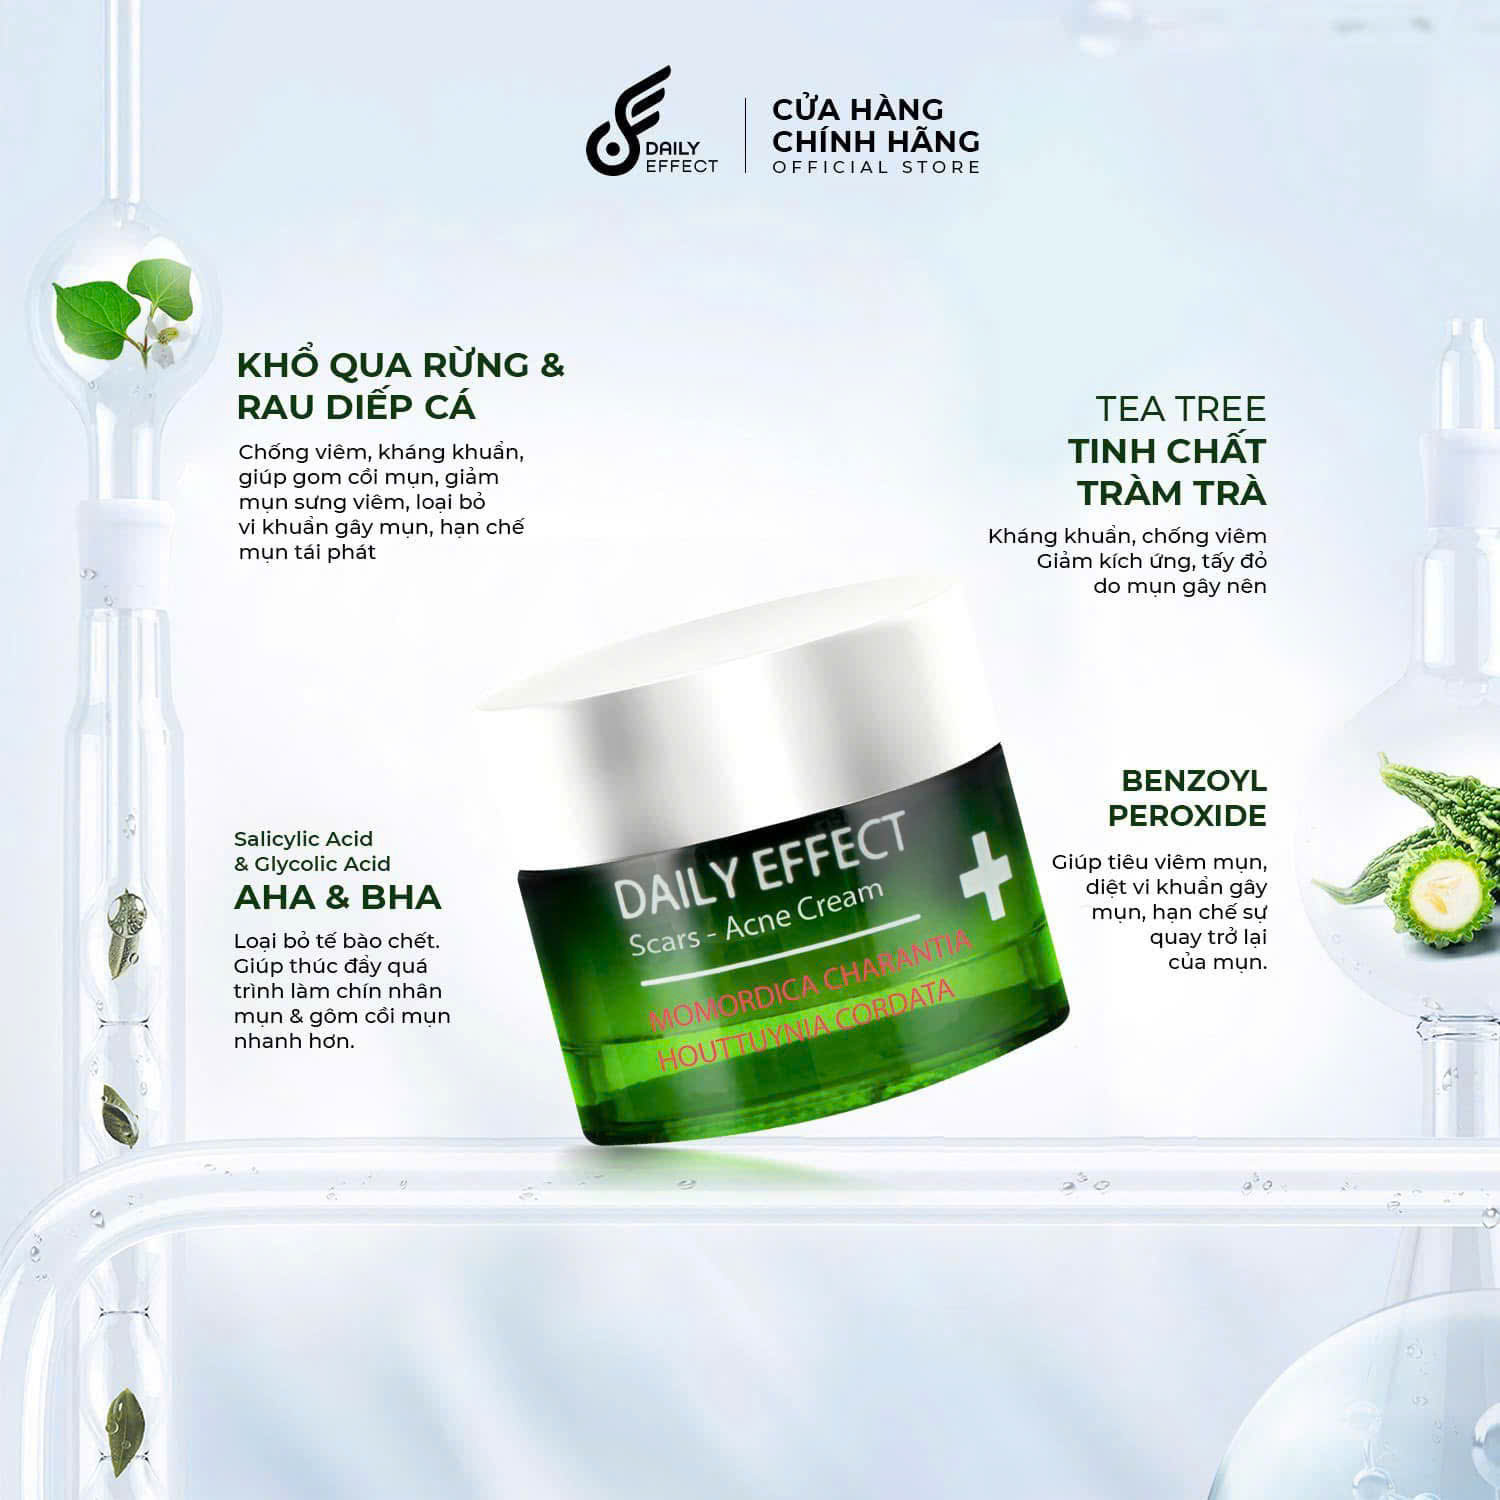 DAILY
EFFECT
CỬA HÀNG
CHÍNH HÃNG
OFFICIAL STORE
KHỔ QUA RỪNG &
RAU DIẾP CÁ
Chống viêm, kháng khuẩn,
giúp gom cồi mụn, giảm
mụn sưng viêm, loại bỏ
vi khuẩn gây mụn, hạn chế
mụn tái phát
TEA TREE
TINH CHẤT
TRÀM TRÀ
Kháng khuẩn, chống viêm
Giảm kích ứng, tấy đỏ
do mụn gây nên
Salicylic Acid
& Glycolic Acid
AHA & BHA
Loại bỏ tế bào chết.
Giúp thúc đẩy quá
trình làm chín nhân
mụn & gôm cồi mụn
nhanh hơn.
BENZOYL
PEROXIDE
Giúp tiêu viêm mụn,
diệt vi khuẩn gây
mụn, hạn chế sự
quay trở lại
của mụn.
DAILY EFFECT
Scars - Acne Cream
MOMORDICA CHARANTIA
HOUTTUYNIA CORDATA